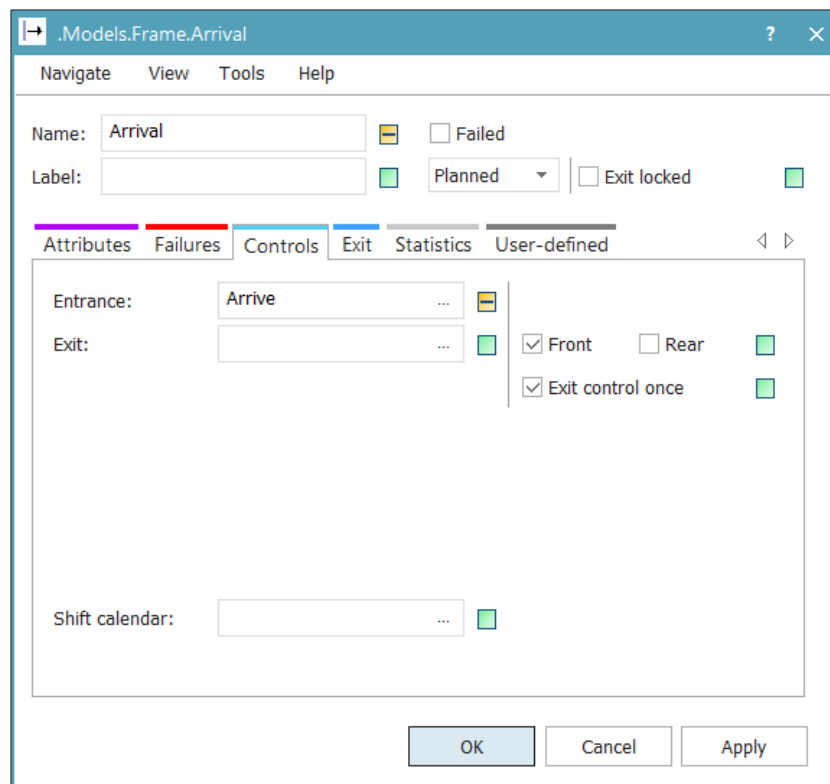 .Models.Frame.Arrival ?
Navigate View Tools Help
Name: Arrival Failed
Label: Planned Exit locked
Attributes Failures Controls Exit Statistics User-defined
Entrance: Arrive ...
Exit: ... Front Rear
Exit control once
Shift calendar: ...
OK Cancel Apply